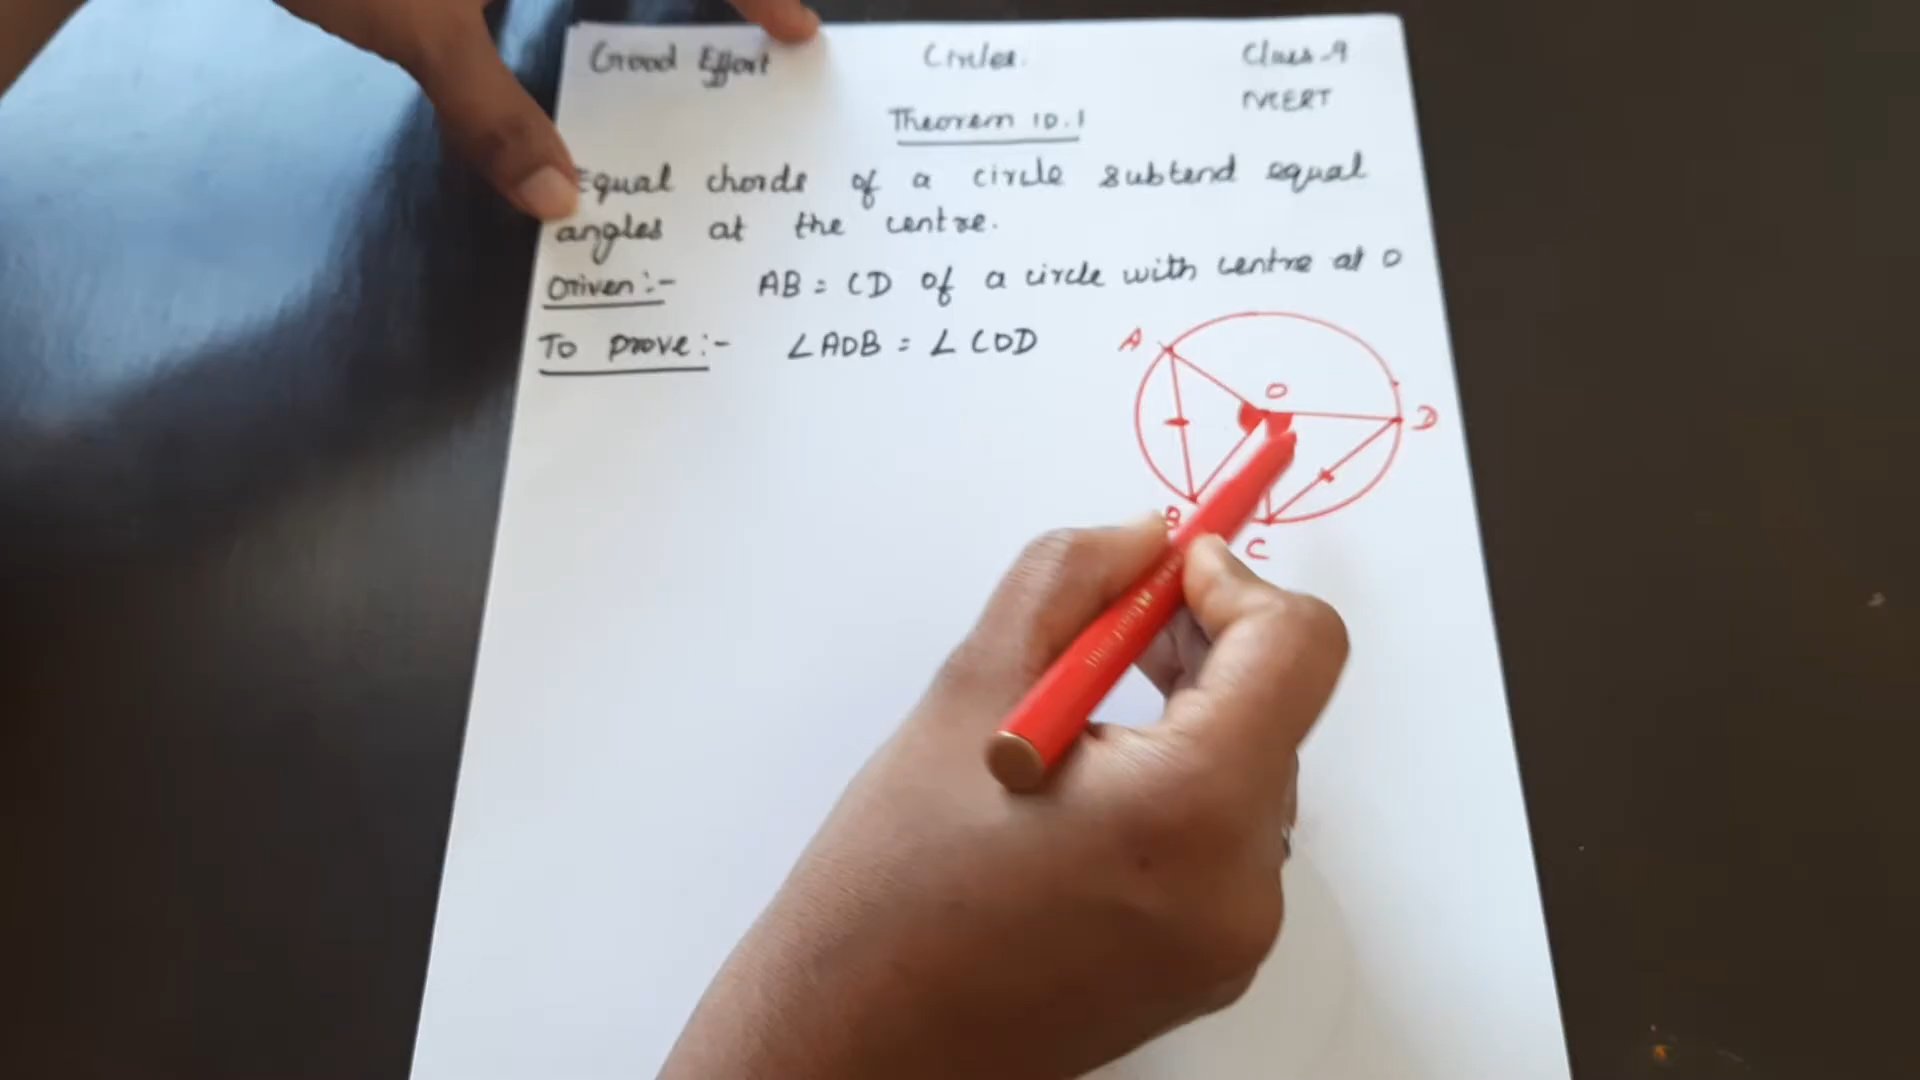 Good Effort Circles. Class-9
NCERT
Theorem 10.1
Equal chords of a circle subtend equal
angles at the centre.
Given:- AB = CD of a circle with centre at O
To prove:- ∠AOB = ∠COD
A
O
D
B
C